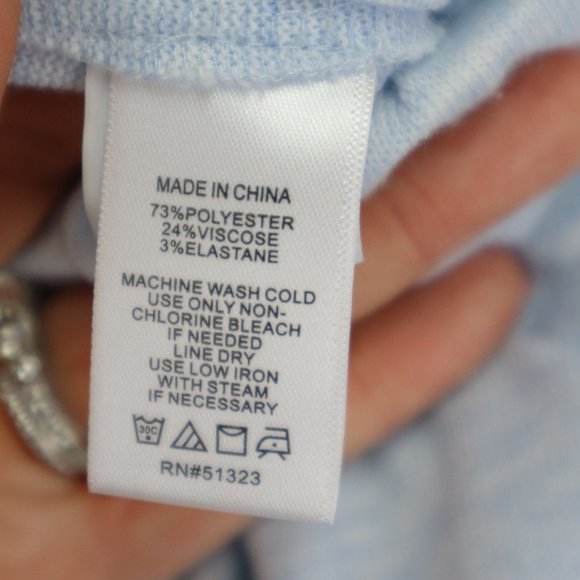 MADE IN CHINA
73%POLYESTER
24%VISCOSE
3%ELASTANE
MACHINE WASH COLD
USE ONLY NON-
CHLORINE BLEACH
IF NEEDED
LINE DRY
USE LOW IRON
WITH STEAM
IF NECESSARY
30C
RN#51323